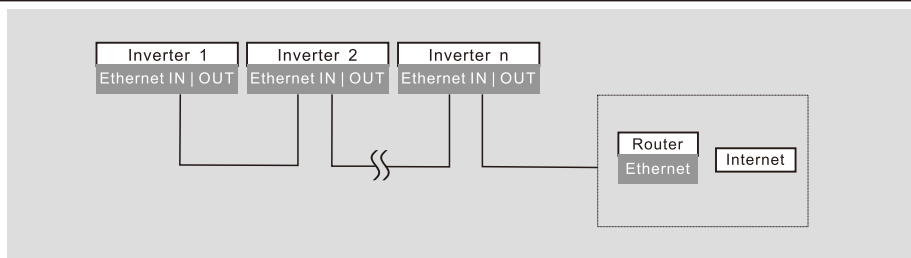 Inverter 1
Ethernet IN | OUT
Inverter 2
Ethernet IN | OUT
Inverter n
Ethernet IN | OUT
Router
Ethernet
Internet